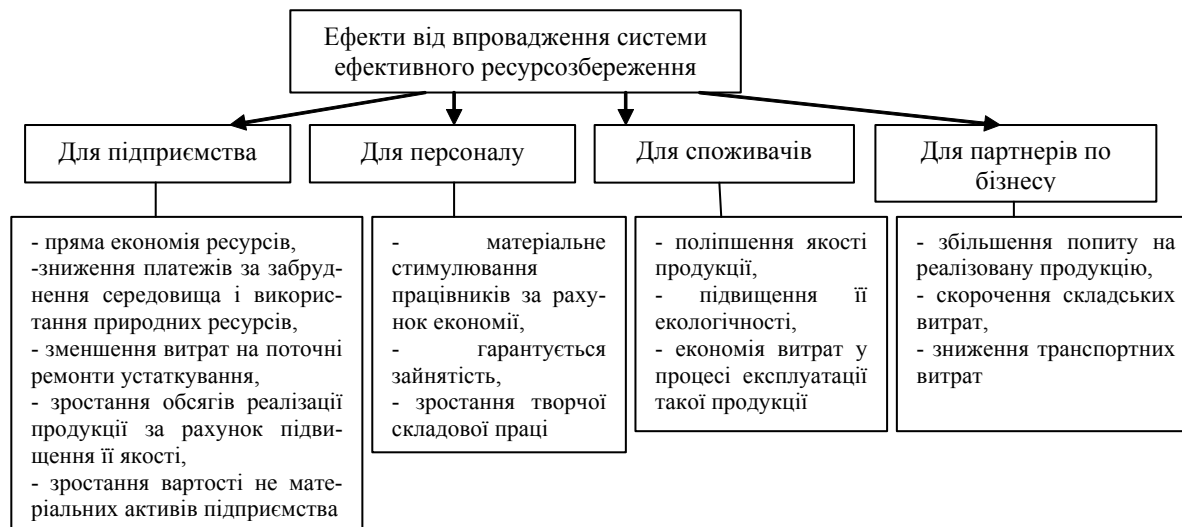 Ефекти від впровадження системи
ефективного ресурсозбереження
Для підприємства
Для персоналу
Для споживачів
Для партнерів по
бізнесу
- пряма економія ресурсів,
-зниження платежів за забруд-
нення середовища і викорис-
тання природних ресурсів,
- зменшення витрат на поточні
ремонти устаткування,
- зростання обсягів реалізації
продукції за рахунок підви-
щення її якості,
- зростання вартості не мате-
ріальних активів підприємства
- матеріальне
стимулювання
працівників за раху-
нок економії,
- гарантується
зайнятість,
- зростання творчої
складової праці
- поліпшення якості
продукції,
- підвищення її
екологічності,
- економія витрат у
процесі експлуатації
такої продукції
- збільшення попиту на
реалізовану продукцію,
- скорочення складських
витрат,
- зниження транспортних
витрат